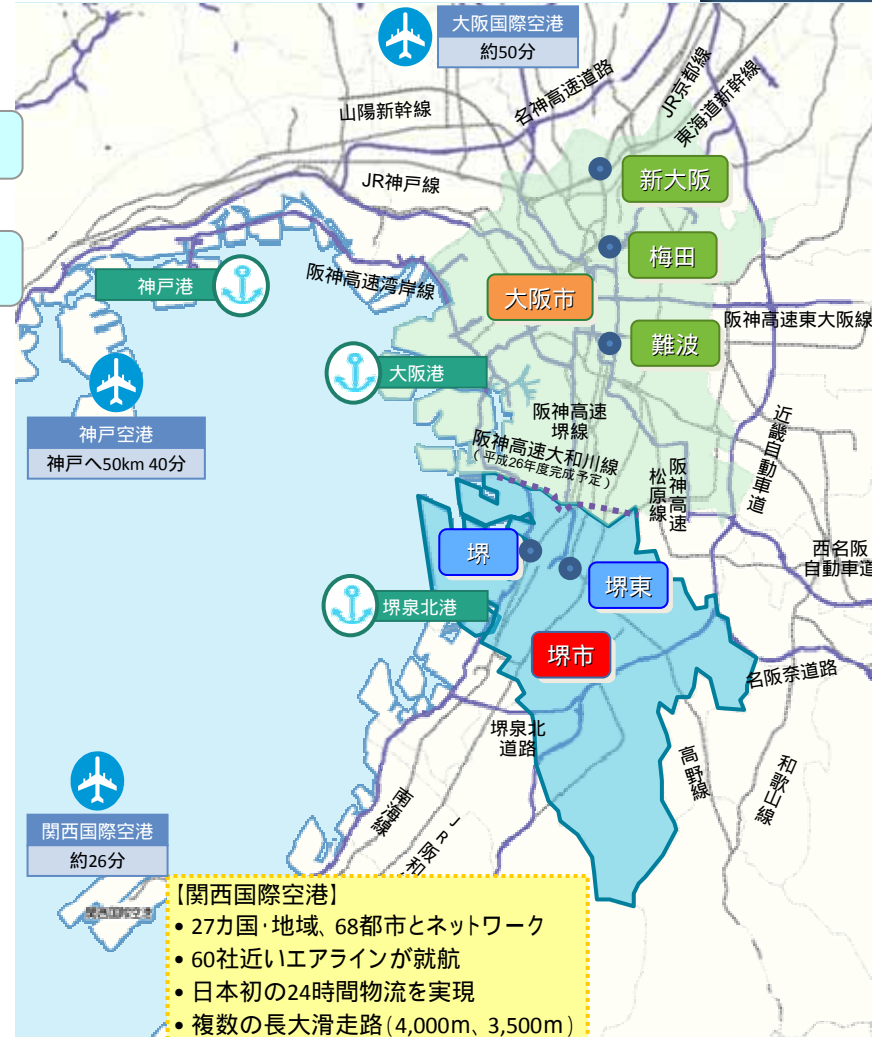 大阪国際空港
約50分
山陽新幹線
名神高速道路
JR京都線
東海道新幹線
JR神戸線
新大阪
梅田
神戸港
阪神高速湾岸線
大阪市
阪神高速東大阪線
難波
大阪港
神戸空港
神戸へ50km 40分
阪神高速
堺線
近畿自動車道
阪神高速大和川線
（平成26年度完成予定）
阪神高速
松原線
西名阪
自動車道
堺
堺東
堺泉北港
堺市
名阪奈道路
堺泉北
道路
高野線
和歌山線
南海線
JR阪和
関西国際空港
約26分
関西国際空港
【関西国際空港】
• 27カ国・地域、68都市とネットワーク
• 60社近いエアラインが就航
• 日本初の24時間物流を実現
• 複数の長大滑走路（4,000m、3,500m）